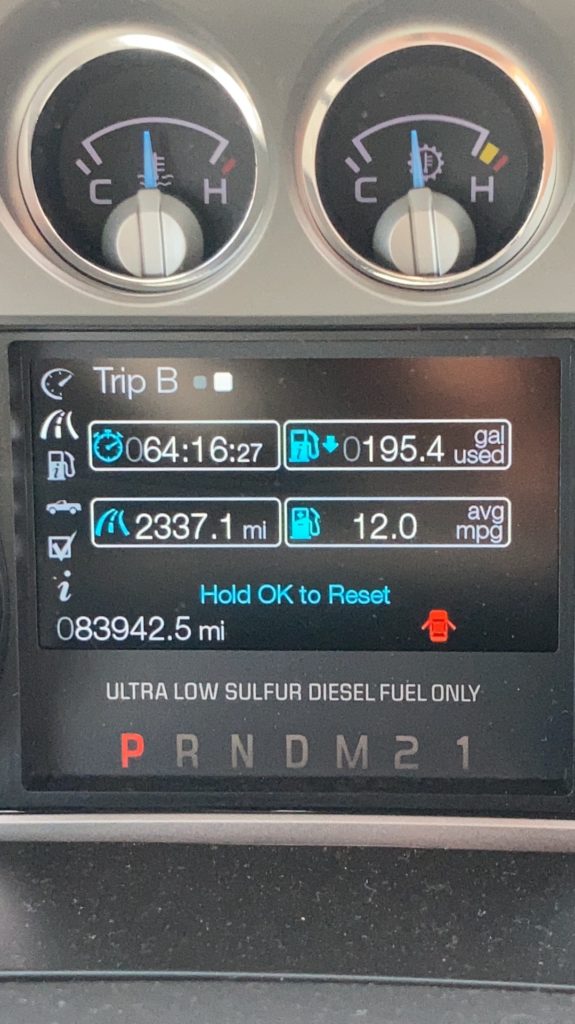 C H
C H
Trip B
064:16:27
0195.4 gal used
2337.1 mi
12.0 avg mpg
i
Hold OK to Reset
083942.5 mi
ULTRA LOW SULFUR DIESEL FUEL ONLY
P R N D M 2 1